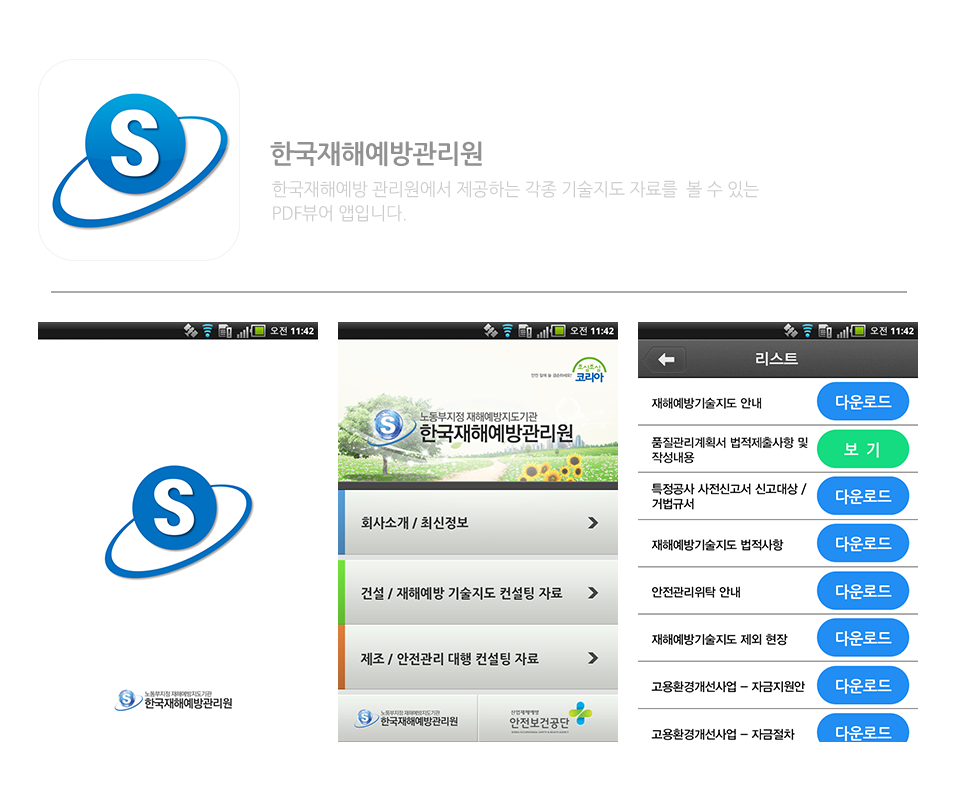 S
한국재해예방관리원
한국재해예방 관리원에서 제공하는 각종 기술지도 자료를 볼 수 있는
PDF뷰어 앱입니다.
오전 11:42
S
노동부지정 재해예방지도기관
한국재해예방관리원
오전 11:42
조심조심
코리아
S
노동부지정 재해예방지도기관
한국재해예방관리원
회사소개 / 최신정보
건설 / 재해예방 기술지도 컨설팅 자료
제조 / 안전관리 대행 컨설팅 자료
노동부지정 재해예방지도기관
한국재해예방관리원
산업재해예방
안전보건공단
오전 11:42
리스트
재해예방기술지도 안내 다운로드
품질관리계획서 법적제출사항 및
작성내용 보 기
특정공사 사전신고서 신고대상 /
거법규서 다운로드
재해예방기술지도 법적사항 다운로드
안전관리위탁 안내 다운로드
재해예방기술지도 제외 현장 다운로드
고용환경개선사업 – 자금지원안 다운로드
고용환경개선사업 – 자금절차 다운로드